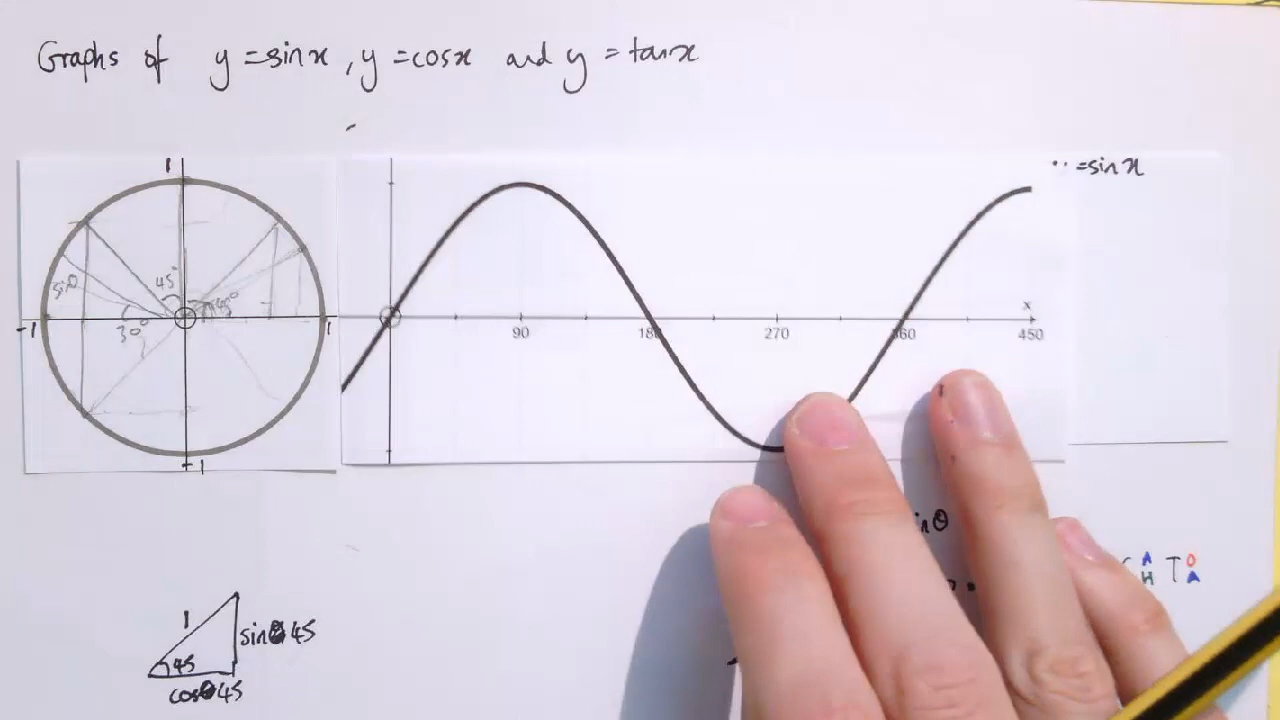 Graphs of y = sin x, y = cos x and y = tan x
1
= sin x
sin θ
45°
-1
30°
1
-1
x
90
180
270
360
450
1
sin 45
45
cos 45
A O
H T A